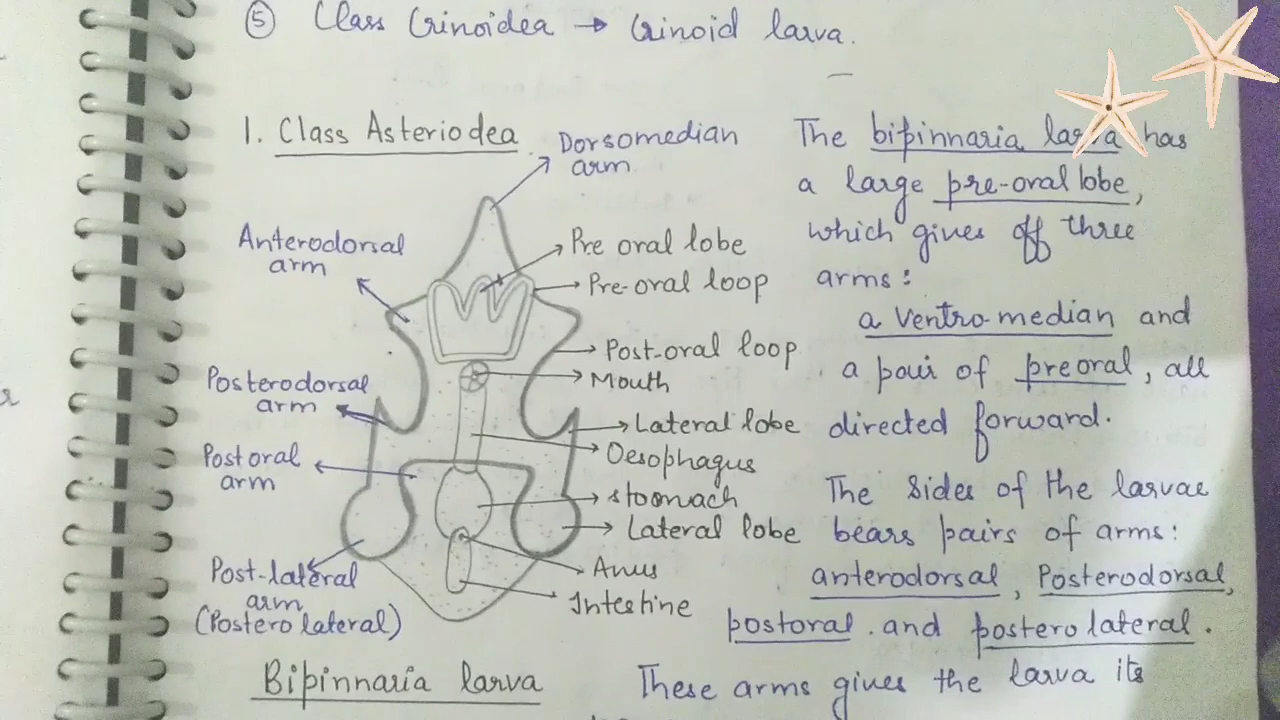 ⑤ Class Crinoidea → Crinoid larva.
1. Class Asteriodea
Dorsomedian
arm
Anterodorsal
arm
Pre oral lobe
Pre-oral loop
Post-oral loop
Mouth
Posterodorsal
arm
Lateral lobe
Oesophagus
Postoral
arm
stoonach
Lateral lobe
Post-lateral
arm
(Postero lateral)
Anus
Intestine
Bipinnaria larva
The bipinnaria larva has
a large pre-oral lobe,
which gives off three
arms:
a ventro-median and
a pair of preoral, all
directed forward.
The sides of the larvae
bears pairs of arms:
anterodorsal, Posterodorsal,
postoral and postero lateral.
These arms gives the larva its